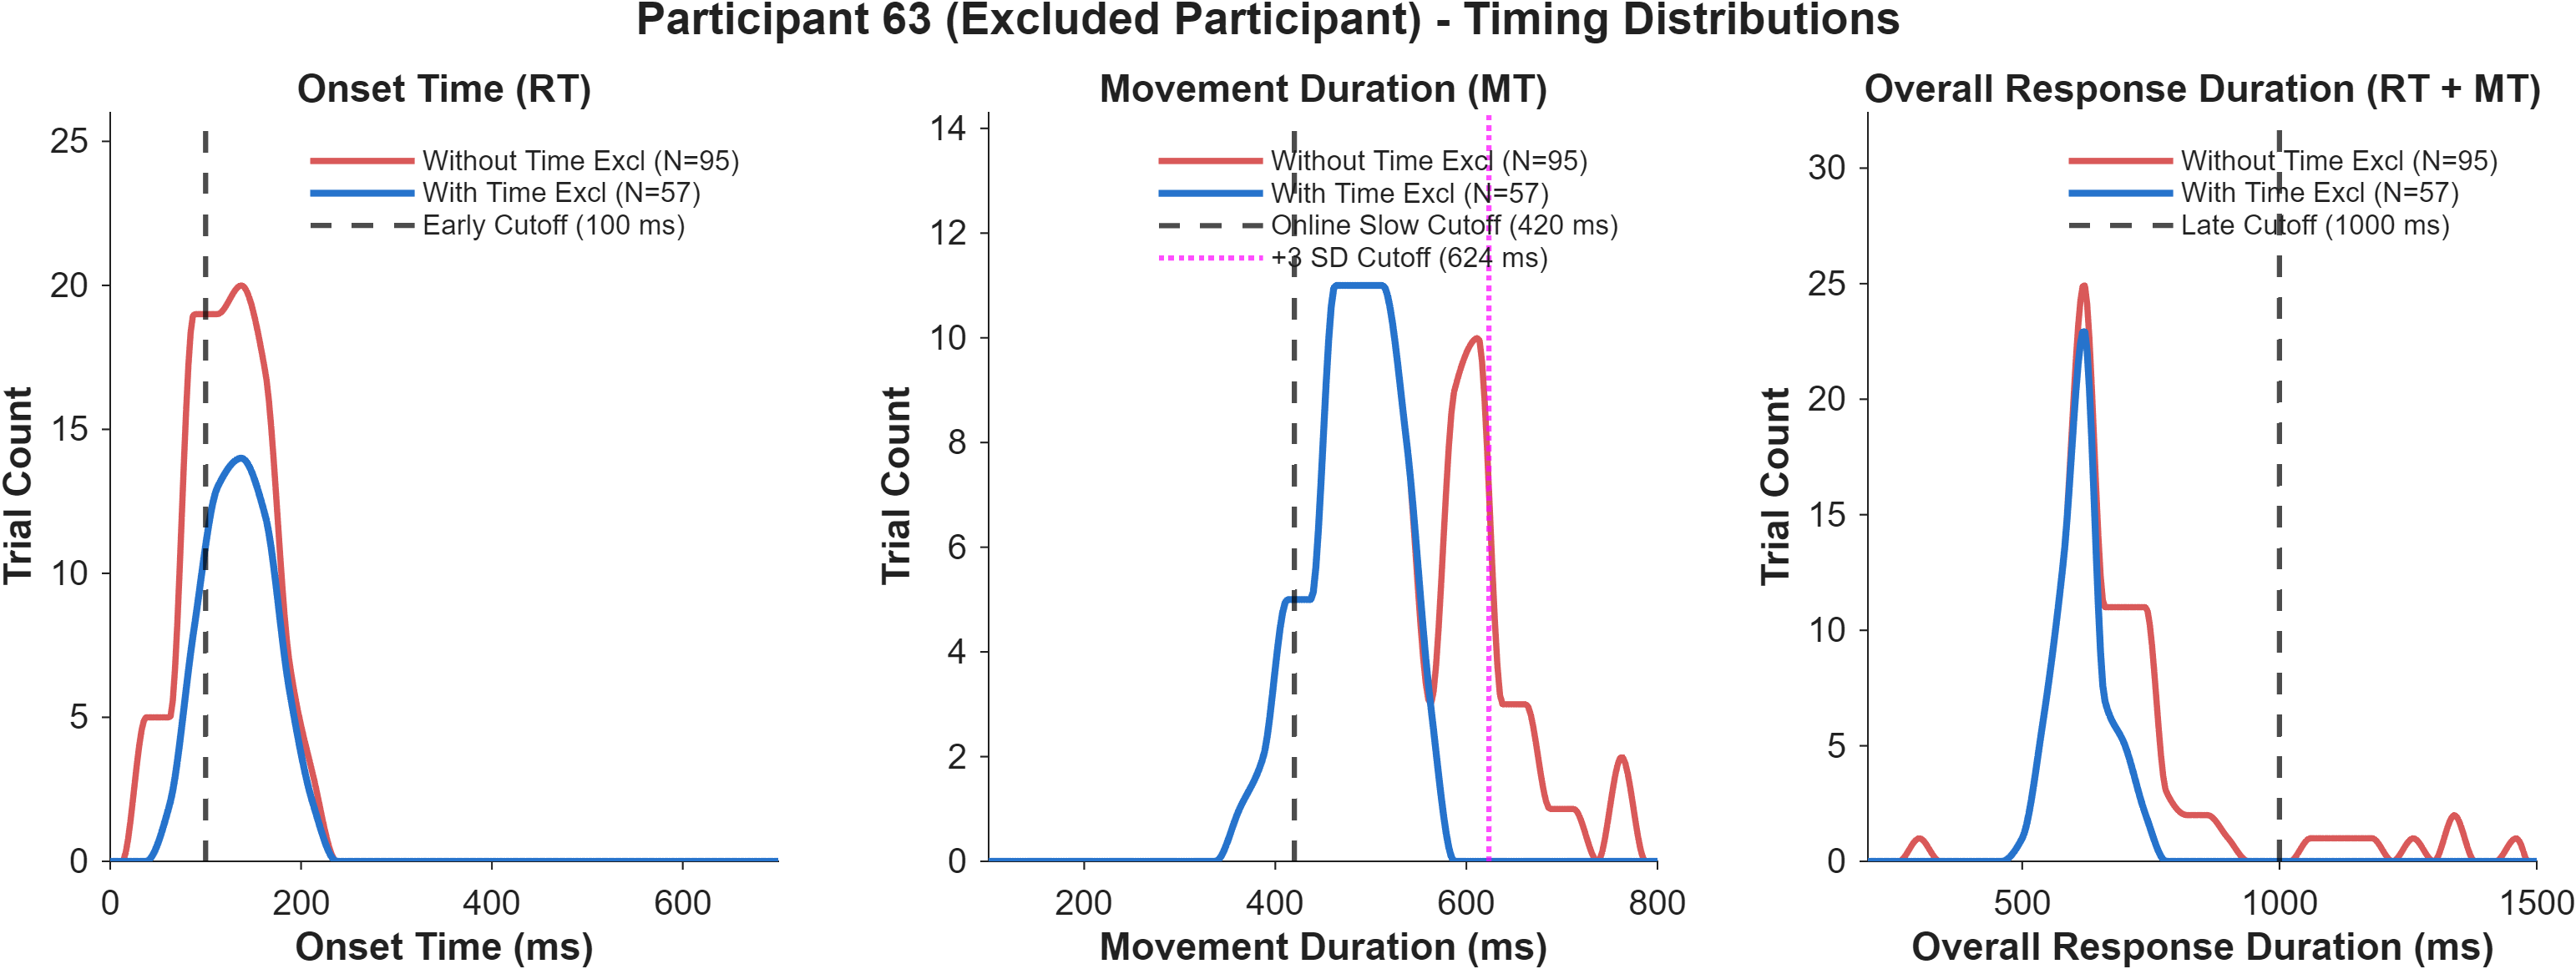 Participant 63 (Excluded Participant) - Timing Distributions
Onset Time (RT)
25
20
15
10
5
0
Trial Count
Without Time Excl (N=95)
With Time Excl (N=57)
Early Cutoff (100 ms)
0 200 400 600
Onset Time (ms)
Movement Duration (MT)
14
12
10
8
6
4
2
0
Trial Count
Without Time Excl (N=95)
With Time Excl (N=57)
Online Slow Cutoff (420 ms)
+3 SD Cutoff (624 ms)
200 400 600 800
Movement Duration (ms)
Overall Response Duration (RT + MT)
30
25
20
15
10
5
0
Trial Count
Without Time Excl (N=95)
With Time Excl (N=57)
Late Cutoff (1000 ms)
500 1000 1500
Overall Response Duration (ms)